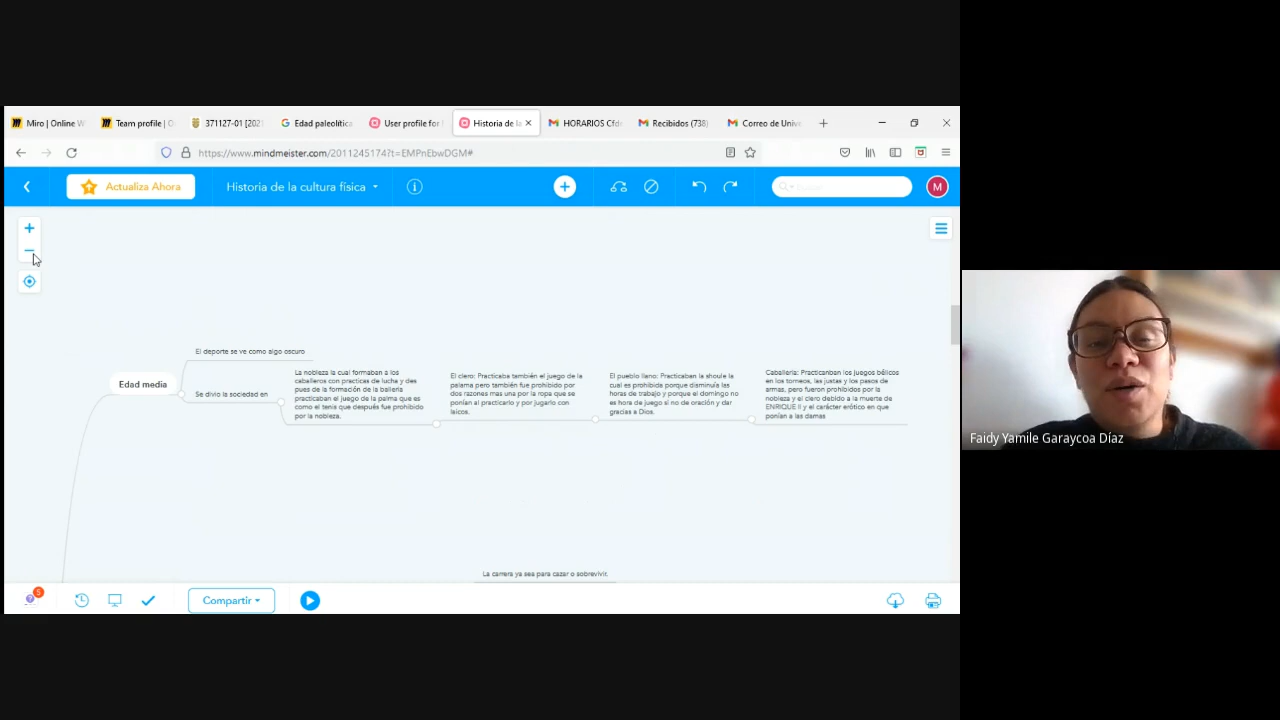 Miro | Online W
Team profile | O
371127-01 [202
Edad paleolítica
User profile for
Historia de la
HORARIOS Cfd
Recibidos (738)
Correo de Unive
https://www.mindmeister.com/2011245174?t=EMPnEbwDGM#
Actualiza Ahora
Historia de la cultura física
M
El deporte se ve como algo oscuro
Edad media
Se divio la sociedad en
La nobleza la cual formaban a los
caballeros con practicas de lucha y des
pues de la formación de la balleria
practicaban el juego de la palma que es
como el tenis que después fue prohibido
por la nobleza.
El clero: Practicaba también el juego de la
palama pero también fue prohibido por
dos razones mas una por la ropa que se
ponían al practicarlo y por jugarlo con
laicos.
El pueblo llano: Practicaban la shoule la
cual es prohibida porque disminuía las
horas de trabajo y porque el domingo no
es hora de juego si no de oración y dar
gracias a Dios.
Caballeria: Practicanban los juegos bélicos
en los torneos, las justas y los pasos de
armas, pero fueron prohibidos por la
nobleza y el clero debido a la muerte de
ENRIQUE II y el carácter erótico en que
ponían a las damas
La carrera ya sea para cazar o sobrevivir.
5
Compartir
Faidy Yamile Garaycoa Díaz